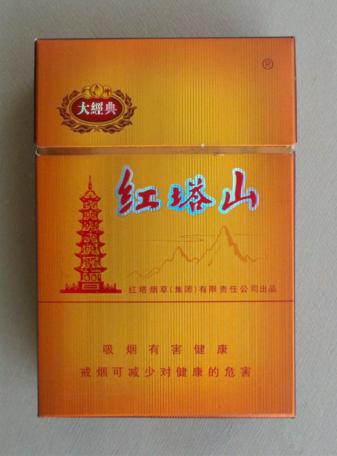 ®
大經典
红塔山
红塔烟草(集团)有限责任公司出品
吸烟有害健康
戒烟可减少对健康的危害